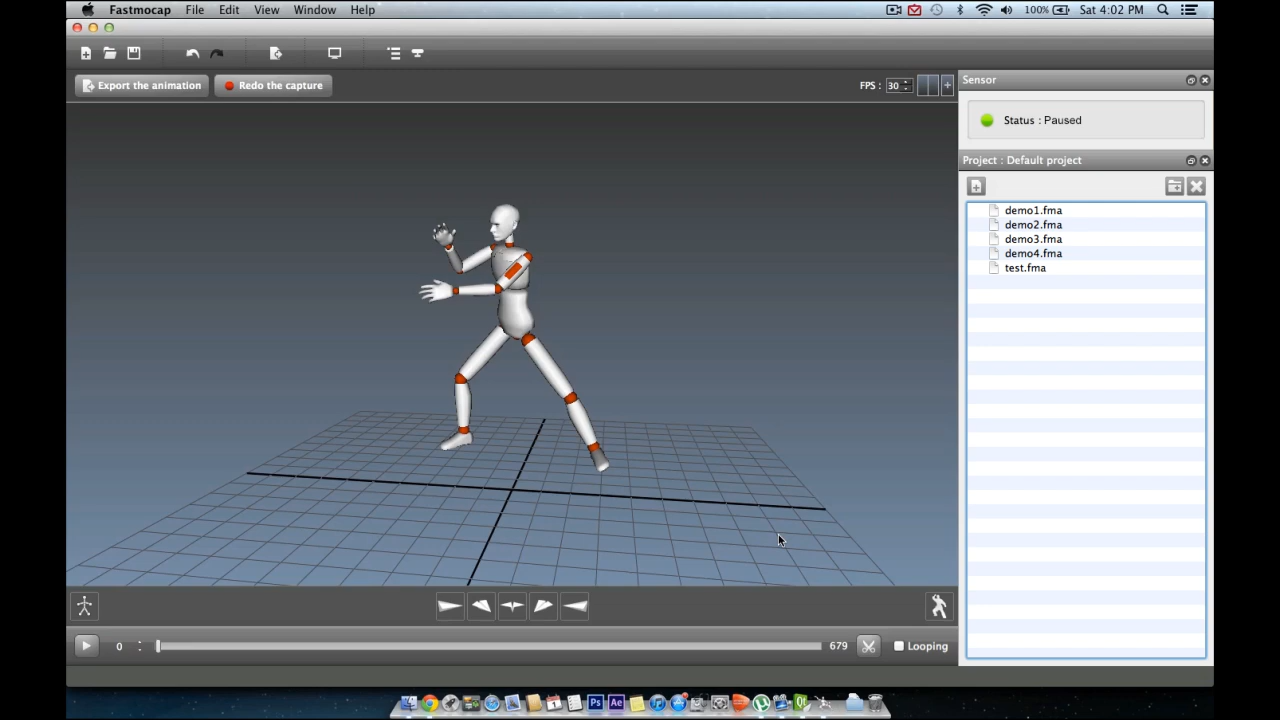 Fastmocap File Edit View Window Help 100% Sat 4:02 PM
Export the animation Redo the capture FPS : 30 Sensor
Status : Paused
Project : Default project
demo1.fma
demo2.fma
demo3.fma
demo4.fma
test.fma
0 679 Looping
Ps Ae